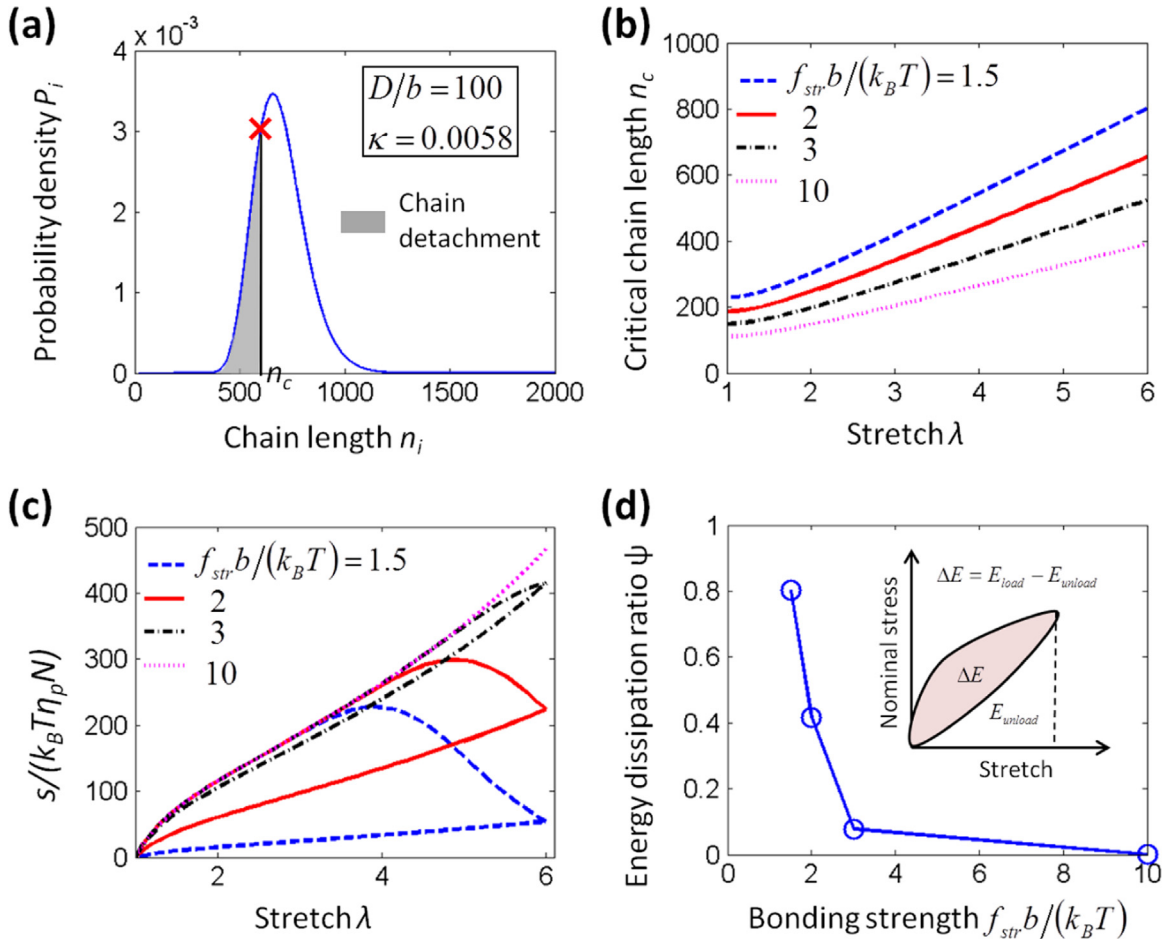 (a)
4 x 10⁻³
3
2
1
0
0 500 1000 1500 2000
Probability density Pᵢ
Chain length nᵢ
D/b = 100
κ = 0.0058
Chain
detachment
n_c
(b)
1000
800
600
400
200
0
1 2 3 4 5 6
Critical chain length n_c
Stretch λ
f_str b/(k_B T) = 1.5
2
3
10
(c)
500
400
300
200
100
0
2 4 6
s/(k_B Tη_p N)
Stretch λ
f_str b/(k_B T) = 1.5
2
3
10
(d)
1
0.8
0.6
0.4
0.2
0
0 2 4 6 8 10
Energy dissipation ratio ψ
Bonding strength f_str b/(k_B T)
ΔE = E_load − E_unload
Nominal stress
ΔE
E_unload
Stretch